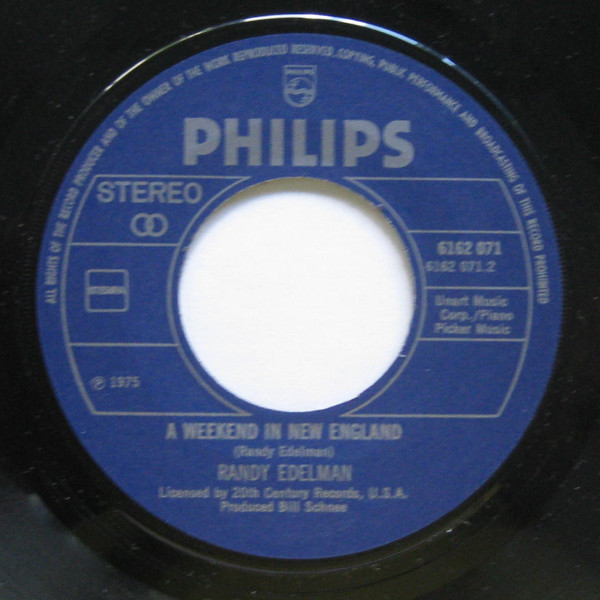 ALL RIGHTS OF THE RECORD PRODUCER AND OF THE OWNER OF THE WORK REPRODUCED RESERVED. COPYING, PUBLIC PERFORMANCE AND BROADCASTING OF THIS RECORD PROHIBITED
PHILIPS
PHILIPS
STEREO
6162 071
6162 071.2
Unart Music
Corp./Piano
Picker Music
℗ 1975
A WEEKEND IN NEW ENGLAND
(Randy Edelman)
RANDY EDELMAN
Licensed by 20th Century Records, U.S.A.
Produced Bill Schnee